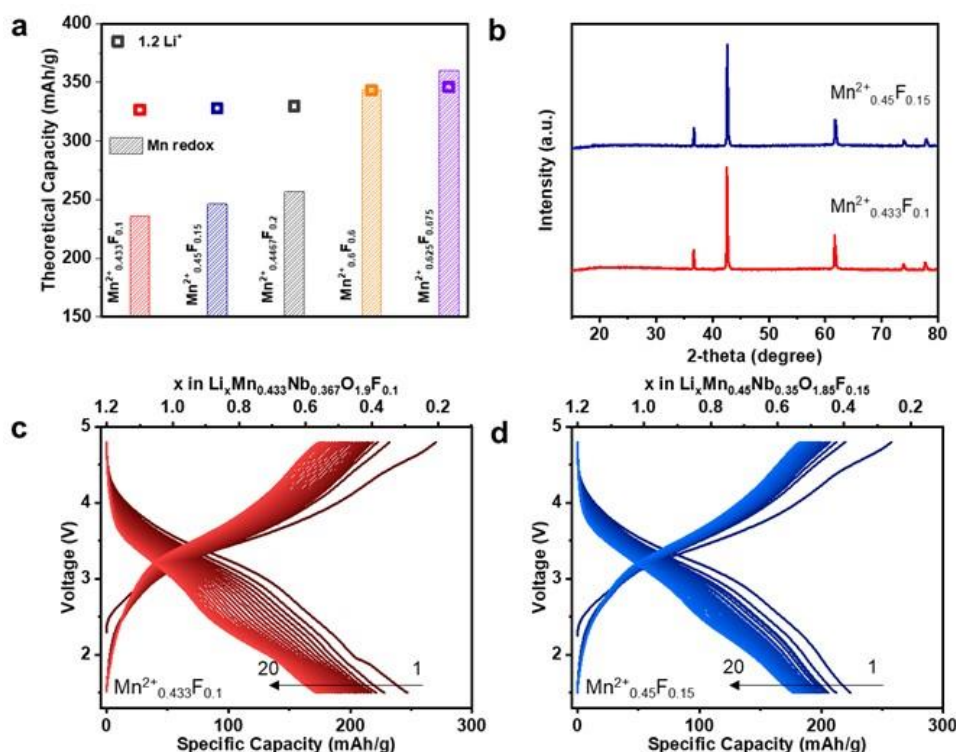 a
400
350
300
250
200
150
Theoretical Capacity (mAh/g)
1.2 Li⁺
Mn redox
Mn²⁺₀.₄₃₃F₀.₁
Mn²⁺₀.₄₅F₀.₁₅
Mn²⁺₀.₄₄₆₇F₀.₂
Mn²⁺₀.₆F₀.₆
Mn²⁺₀.₆₂₅F₀.₆₇₅
b
Intensity (a.u.)
Mn²⁺₀.₄₅F₀.₁₅
Mn²⁺₀.₄₃₃F₀.₁
20 30 40 50 60 70 80
2-theta (degree)
x in LiₓMn₀.₄₃₃Nb₀.₃₆₇O₁.₉F₀.₁
1.2 1.0 0.8 0.6 0.4 0.2
c
5
4
3
2
Voltage (V)
20 1
Mn²⁺₀.₄₃₃F₀.₁
0 100 200 300
Specific Capacity (mAh/g)
x in LiₓMn₀.₄₅Nb₀.₃₅O₁.₈₅F₀.₁₅
1.2 1.0 0.8 0.6 0.4 0.2
d
5
4
3
2
Voltage (V)
20 1
Mn²⁺₀.₄₅F₀.₁₅
0 100 200 300
Specific Capacity (mAh/g)